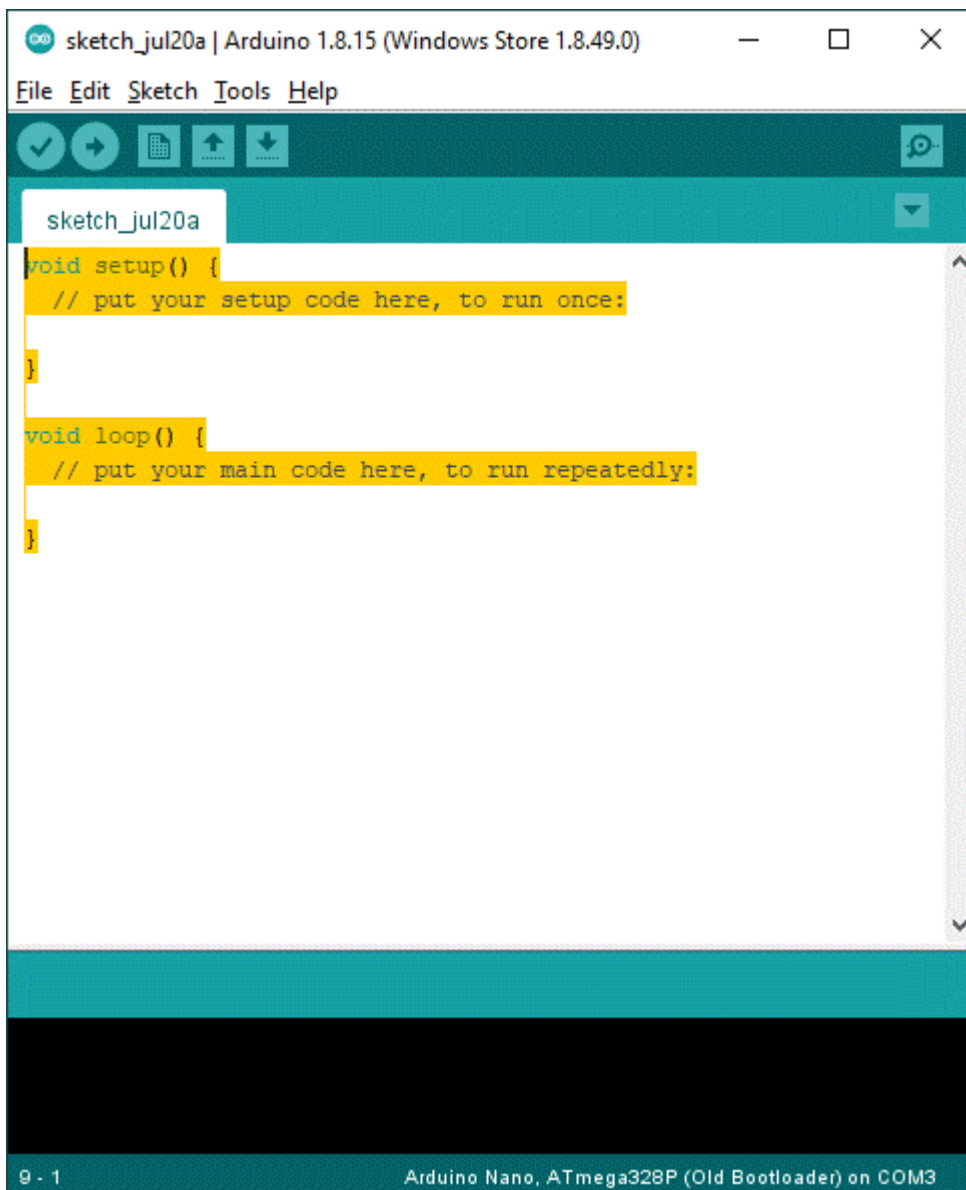 sketch_jul20a | Arduino 1.8.15 (Windows Store 1.8.49.0)
File Edit Sketch Tools Help
sketch_jul20a
void setup() {
  // put your setup code here, to run once:

}

void loop() {
  // put your main code here, to run repeatedly:

}
9 - 1 Arduino Nano, ATmega328P (Old Bootloader) on COM3